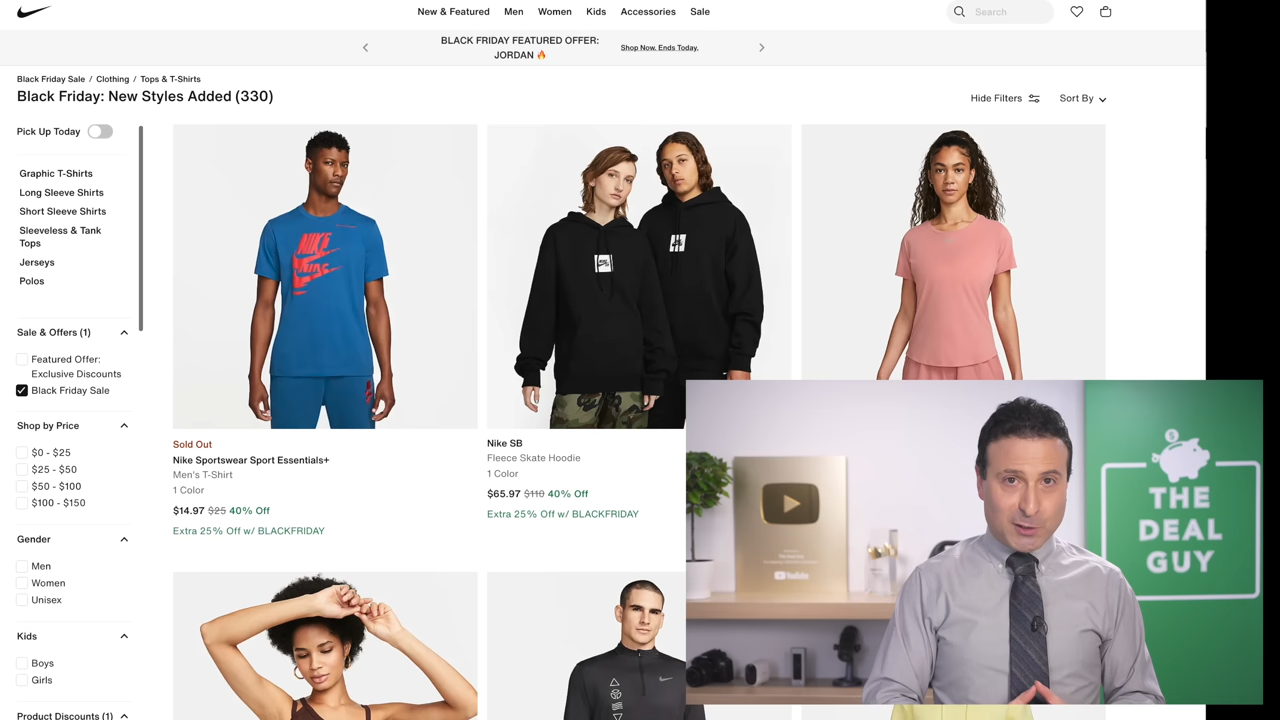 New & Featured Men Women Kids Accessories Sale
Search
BLACK FRIDAY FEATURED OFFER:
JORDAN 🔥
Shop Now. Ends Today.
Black Friday Sale / Clothing / Tops & T-Shirts
Black Friday: New Styles Added (330)
Hide Filters
Sort By
Pick Up Today
Graphic T-Shirts
Long Sleeve Shirts
Short Sleeve Shirts
Sleeveless & Tank
Tops
Jerseys
Polos
Sale & Offers (1)
Featured Offer:
Exclusive Discounts
Black Friday Sale
Shop by Price
$0 - $25
$25 - $50
$50 - $100
$100 - $150
Gender
Men
Women
Unisex
Kids
Boys
Girls
Product Discounts (1)
NIKE
Sold Out
Nike Sportswear Sport Essentials+
Men's T-Shirt
1 Color
$14.97 $25 40% Off
Extra 25% Off w/ BLACKFRIDAY
Nike SB
Fleece Skate Hoodie
1 Color
$65.97 $110 40% Off
Extra 25% Off w/ BLACKFRIDAY
YouTube
THE
DEAL
GUY